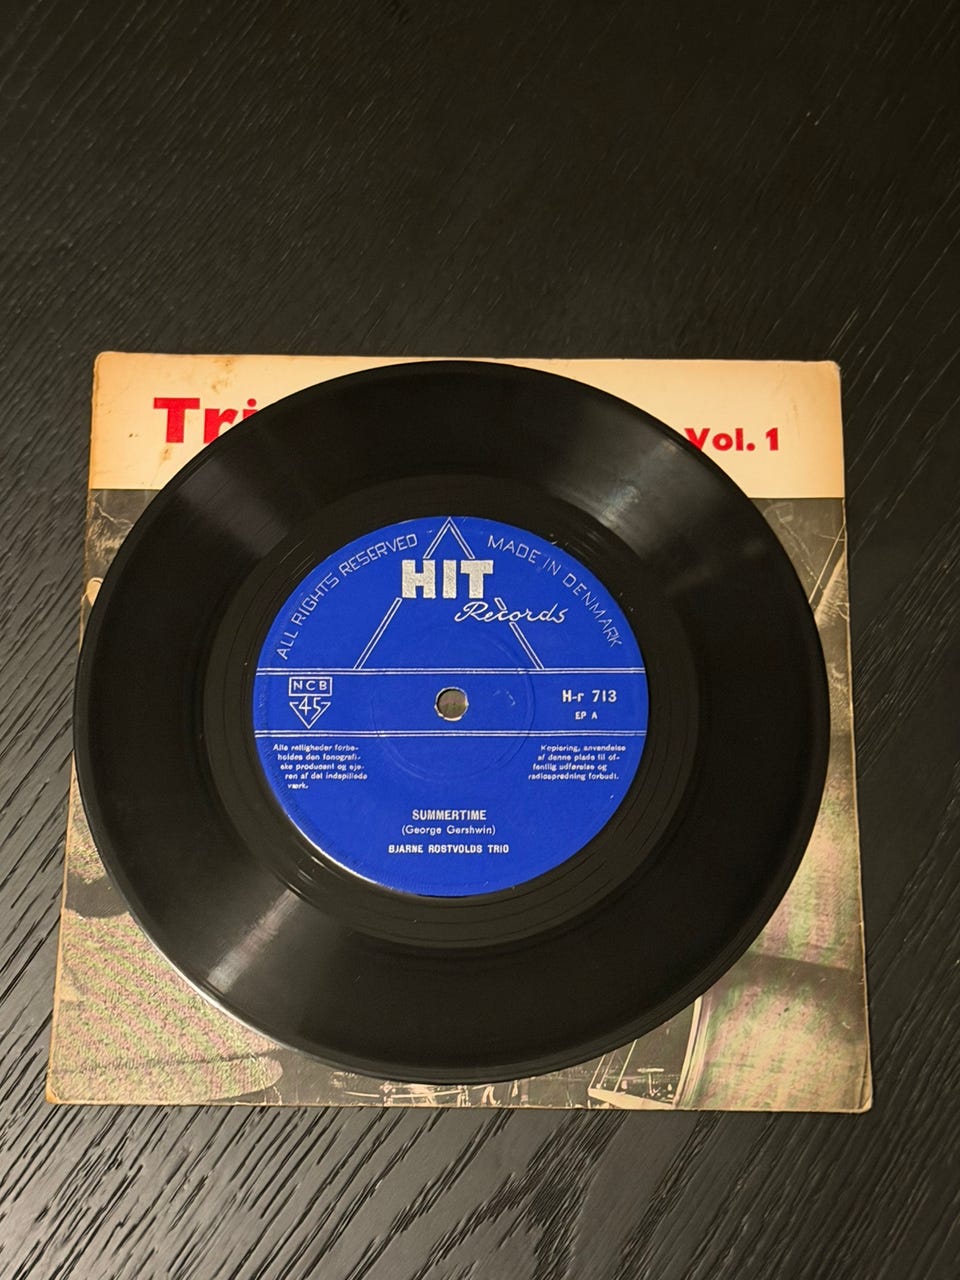 Tri
Vol. 1
ALL RIGHTS RESERVED
MADE IN DENMARK
HIT
Records
NCB
45
H-r 713
EP A
Alle rettigheder forbe-
holdes den fonografi-
ske producent og eje-
ren af det indspillede
værk.
Kopiering, anvendelse
af denne plade til of-
fentlig udførelse og
radiospredning forbudt.
SUMMERTIME
(George Gershwin)
BJARNE ROSTVOLDS TRIO